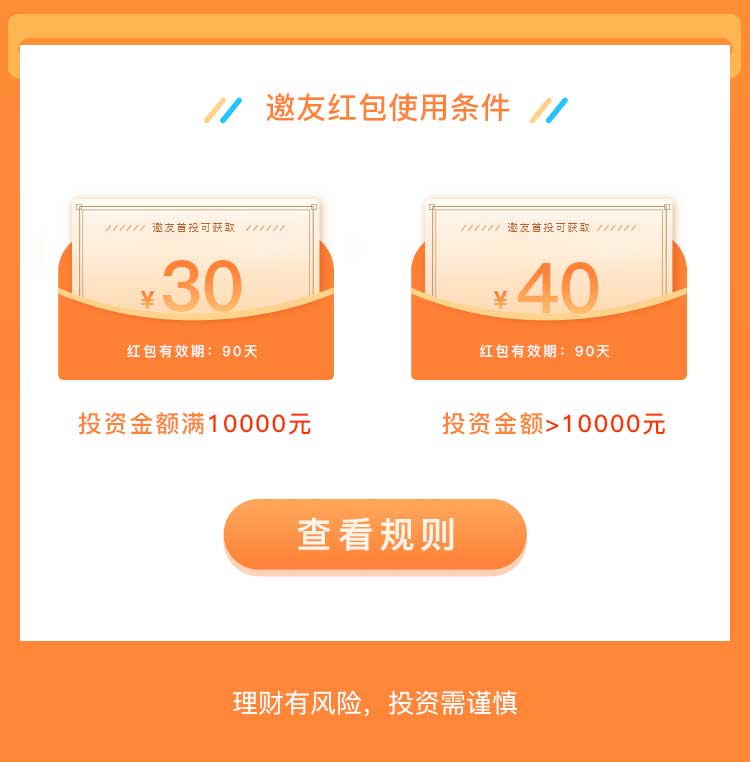 邀友红包使用条件
邀友首投可获取
¥30
红包有效期：90天
投资金额满10000元
邀友首投可获取
¥40
红包有效期：90天
投资金额>10000元
查看规则
理财有风险，投资需谨慎